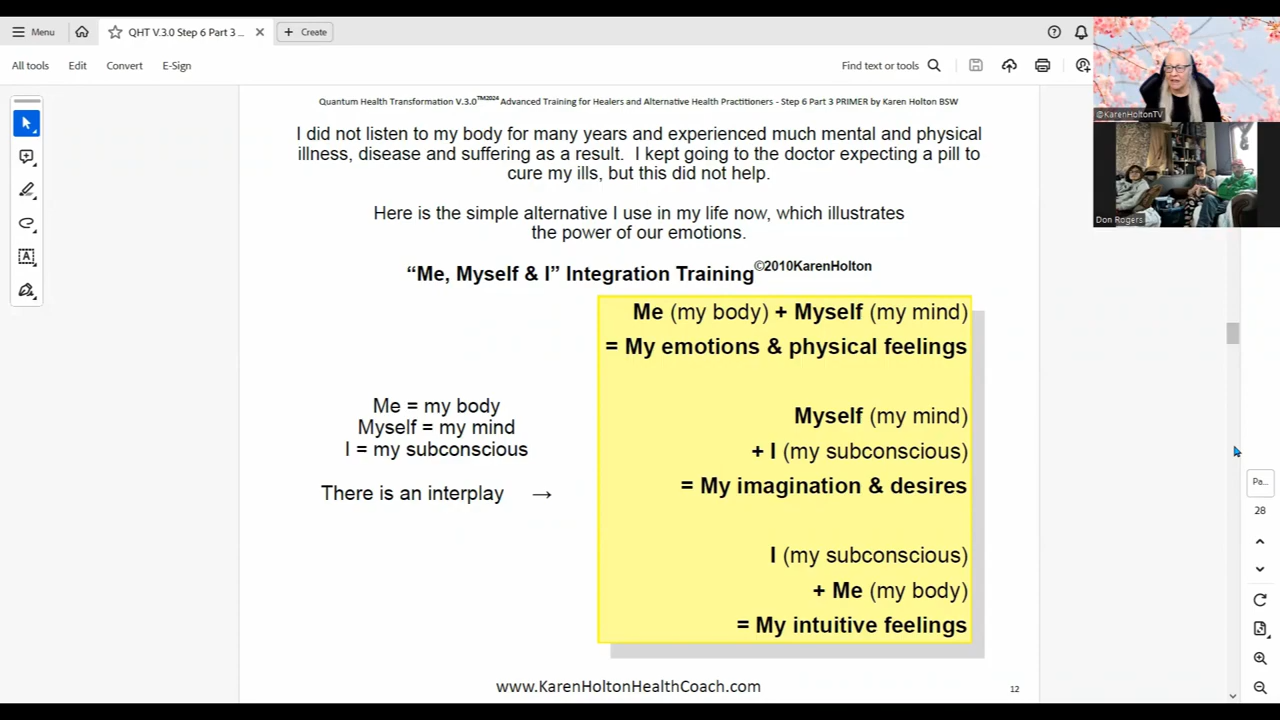 Menu
QHT V.3.0 Step 6 Part 3 ...
Create
All tools
Edit
Convert
E-Sign
Find text or tools
@KarenHoltonTV
Don Rogers
Quantum Health Transformation V.3.0™2024 Advanced Training for Healers and Alternative Health Practitioners - Step 6 Part 3 PRIMER by Karen Holton BSW
I did not listen to my body for many years and experienced much mental and physical
illness, disease and suffering as a result. I kept going to the doctor expecting a pill to
cure my ills, but this did not help.
Here is the simple alternative I use in my life now, which illustrates
the power of our emotions.
“Me, Myself & I” Integration Training©2010KarenHolton
Me = my body
Myself = my mind
I = my subconscious
There is an interplay →
Me (my body) + Myself (my mind)
= My emotions & physical feelings
Myself (my mind)
+ I (my subconscious)
= My imagination & desires
I (my subconscious)
+ Me (my body)
= My intuitive feelings
www.KarenHoltonHealthCoach.com
12
Pa...
28